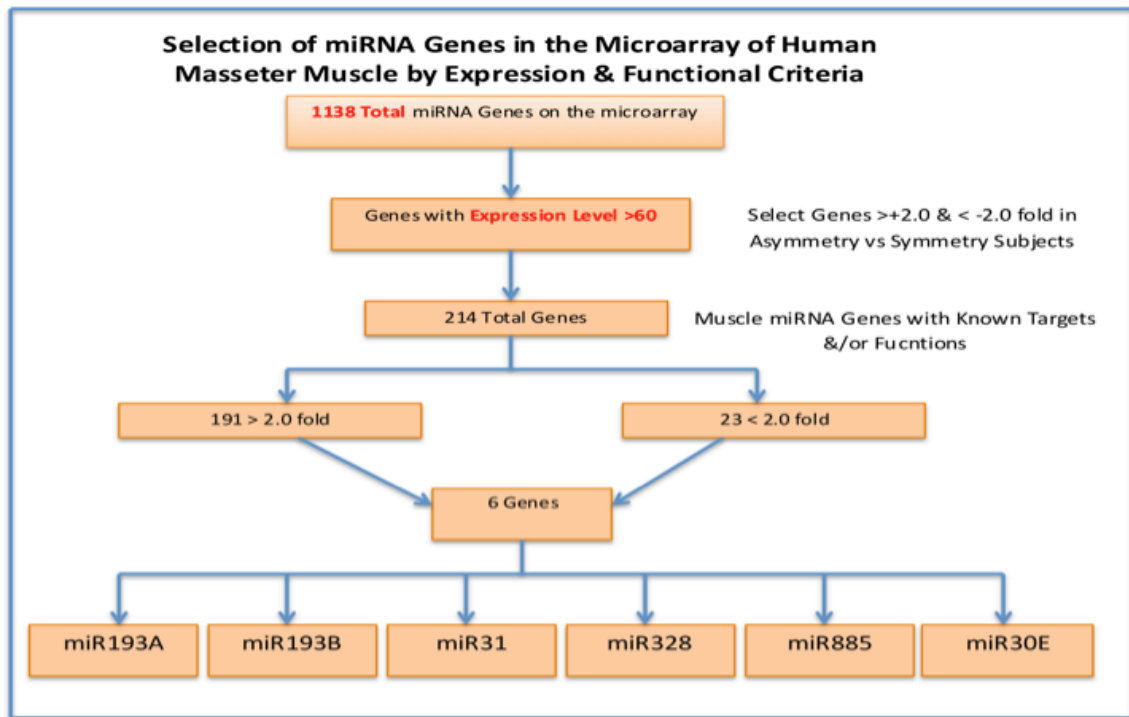 Selection of miRNA Genes in the Microarray of Human
Masseter Muscle by Expression & Functional Criteria
1138 Total miRNA Genes on the microarray
Genes with Expression Level >60
Select Genes >+2.0 & < -2.0 fold in
Asymmetry vs Symmetry Subjects
214 Total Genes
Muscle miRNA Genes with Known Targets
&/or Fucntions
191 > 2.0 fold
23 < 2.0 fold
6 Genes
miR193A
miR193B
miR31
miR328
miR885
miR30E